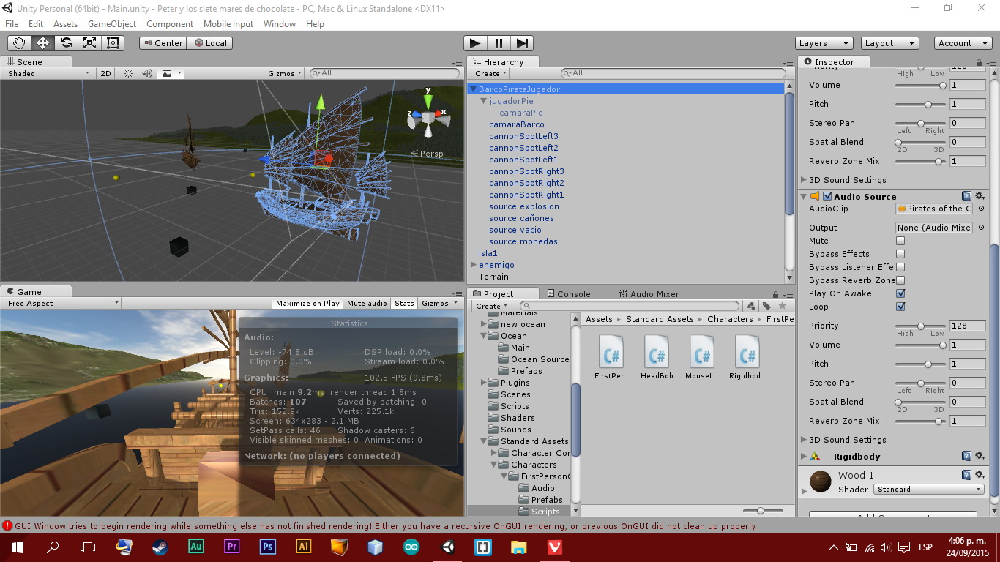 Unity Personal (64bit) - Main.unity - Peter y los siete mares de chocolate - PC, Mac & Linux Standalone <DX11>
File Edit Assets GameObject Component Mobile Input Window Help
Center Local Layers Layout Account
Scene
Shaded 2D Gizmos All
y
z x
Persp
Game
Free Aspect Maximize on Play Mute audio Stats Gizmos
Statistics
Audio:
Level: -74.8 dB DSP load: 0.0%
Clipping: 0.0% Stream load: 0.0%
Graphics: 102.5 FPS (9.8ms)
CPU: main 9.2ms render thread 1.8ms
Batches: 107 Saved by batching: 0
Tris: 152.9k Verts: 225.1k
Screen: 634x283 - 2.1 MB
SetPass calls: 46 Shadow casters: 6
Visible skinned meshes: 0 Animations: 0
Network: (no players connected)
Hierarchy
Create All
BarcoPirataJugador
jugadorPie
camaraPie
camaraBarco
cannonSpotLeft3
cannonSpotLeft2
cannonSpotLeft1
cannonSpotRight3
cannonSpotRight2
cannonSpotRight1
source explosion
source cañones
source vacio
source monedas
isla1
enemigo
Terrain
Project Console Audio Mixer
Create
Materials
new ocean
Ocean
Main
Ocean Source
Prefabs
Plugins
Scenes
Scripts
Shaders
Sounds
Standard Assets
Character Cor
Characters
FirstPersonC
Audio
Prefabs
Scripts
Assets Standard Assets Characters FirstPe
C# C# C# C#
FirstPer... HeadBob MouseL... Rigidbod...
Inspector
Priority 128
High Low
Volume 1
Pitch 1
Stereo Pan 0
Left Right
Spatial Blend 0
2D 3D
Reverb Zone Mix 1
3D Sound Settings
Audio Source
AudioClip Pirates of the C
Output None (Audio Mixe
Mute
Bypass Effects
Bypass Listener Effe
Bypass Reverb Zone
Play On Awake
Loop
Priority 128
High Low
Volume 1
Pitch 1
Stereo Pan 0
Left Right
Spatial Blend 0
2D 3D
Reverb Zone Mix 1
3D Sound Settings
Rigidbody
Wood 1
Shader Standard
GUI Window tries to begin rendering while something else has not finished rendering! Either you have a recursive OnGUI rendering, or previous OnGUI did not clean up properly.
Au Pr Ps Ai ESP
4:06 p. m.
24/09/2015